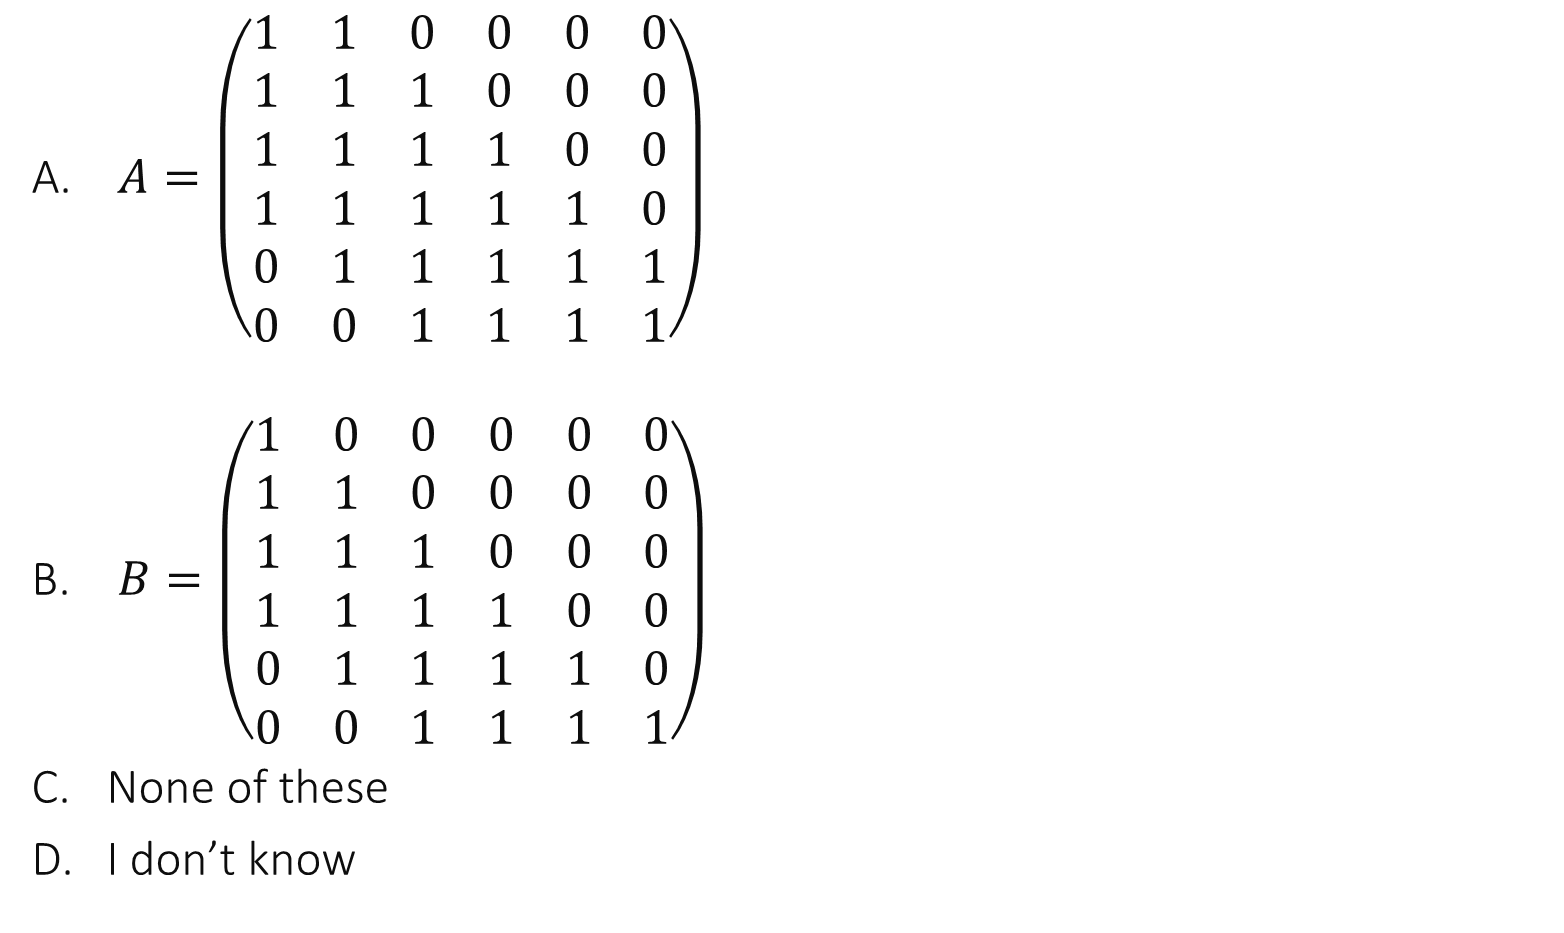 1 1 0 0 0 0
1 1 1 0 0 0
1 1 1 1 0 0
A. A =
1 1 1 1 1 0
0 1 1 1 1 1
0 0 1 1 1 1
1 0 0 0 0 0
1 1 0 0 0 0
1 1 1 0 0 0
B. B =
1 1 1 1 0 0
0 1 1 1 1 0
0 0 1 1 1 1
C. None of these
D. I don’t know